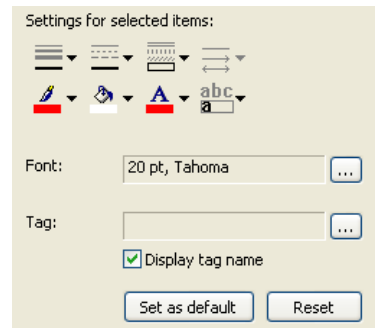 Settings for selected items:
A abc
a
Font: 20 pt, Tahoma ...
Tag: ...
Display tag name
Set as default Reset